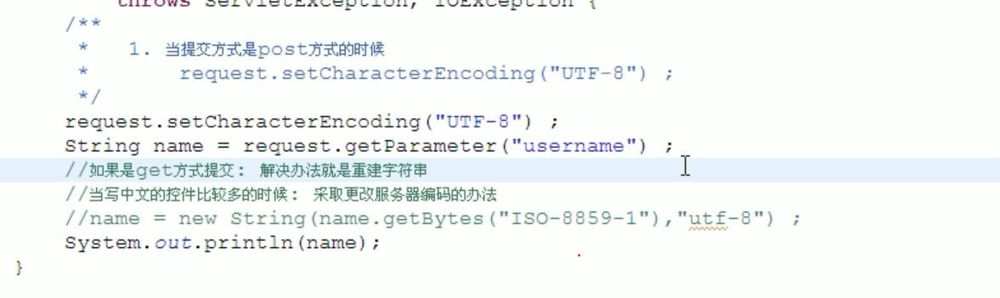 throws ServletException, IOException {
/**
*   1. 当提交方式是post方式的时候
*       request.setCharacterEncoding("UTF-8") ;
*/
request.setCharacterEncoding("UTF-8") ;
String name = request.getParameter("username") ;
//如果是get方式提交： 解决办法就是重建字符串
//当写中文的控件比较多的时候： 采取更改服务器编码的办法
//name = new String(name.getBytes("ISO-8859-1"),"utf-8") ;
System.out.println(name);
}